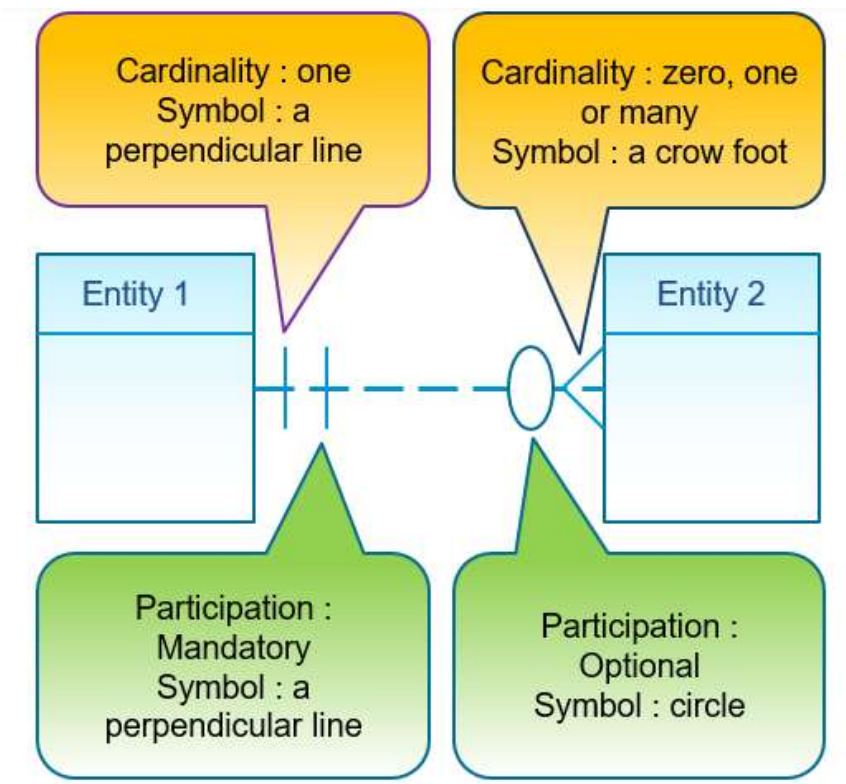 Cardinality : one
Symbol : a
perpendicular line
Cardinality : zero, one
or many
Symbol : a crow foot
Entity 1
Entity 2
Participation :
Mandatory
Symbol : a
perpendicular line
Participation :
Optional
Symbol : circle